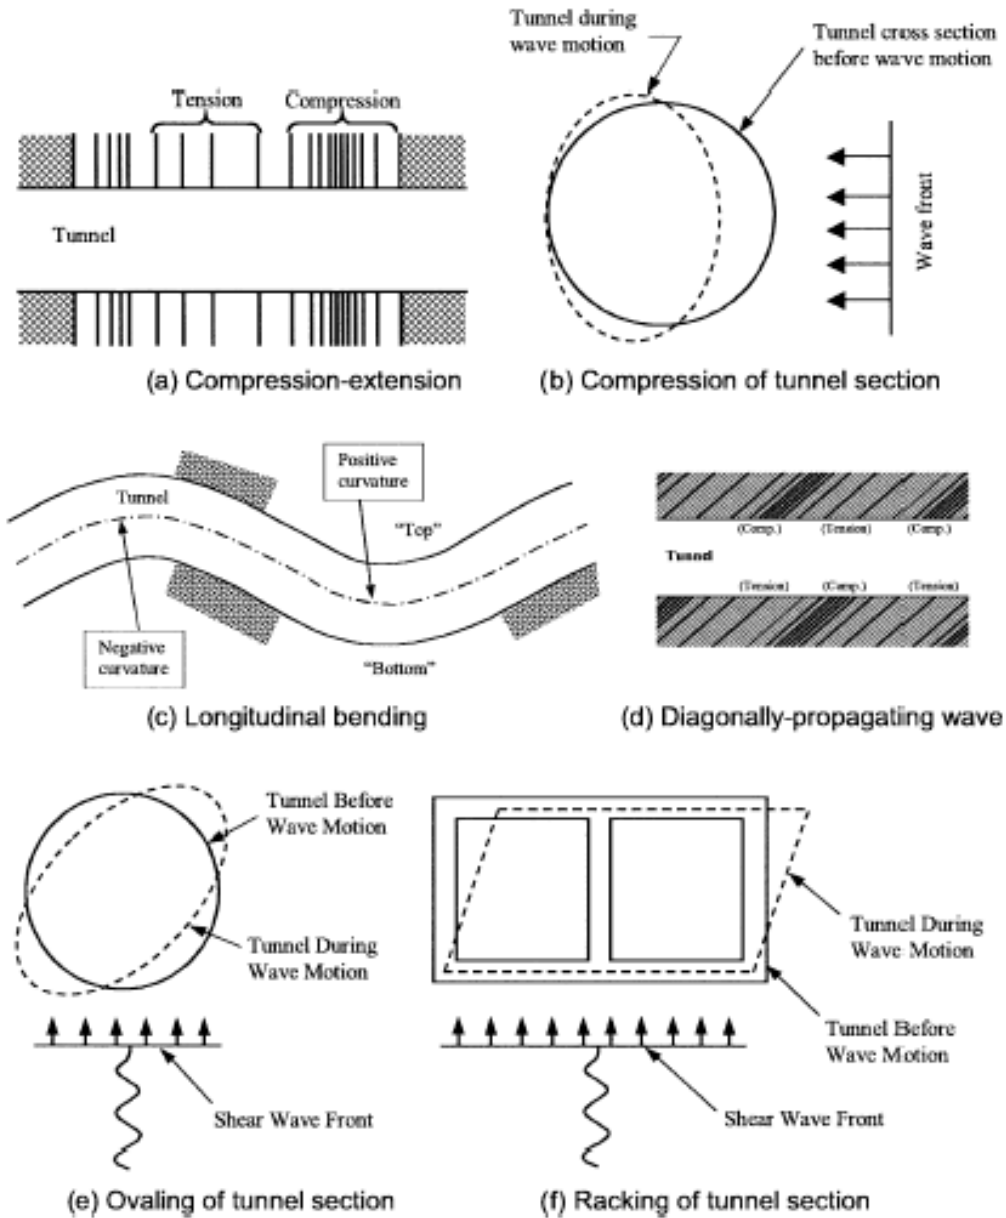 Tension
Compression
Tunnel
(a) Compression-extension
Tunnel during
wave motion
Tunnel cross section
before wave motion
Wave front
(b) Compression of tunnel section
Tunnel
Positive
curvature
"Top"
Negative
curvature
"Bottom"
(c) Longitudinal bending
(Comp.)
(Tension)
(Comp.)
Tunnel
(Tension)
(Comp.)
(Tension)
(d) Diagonally-propagating wave
Tunnel Before
Wave Motion
Tunnel During
Wave Motion
Shear Wave Front
(e) Ovaling of tunnel section
Tunnel During
Wave Motion
Tunnel Before
Wave Motion
Shear Wave Front
(f) Racking of tunnel section